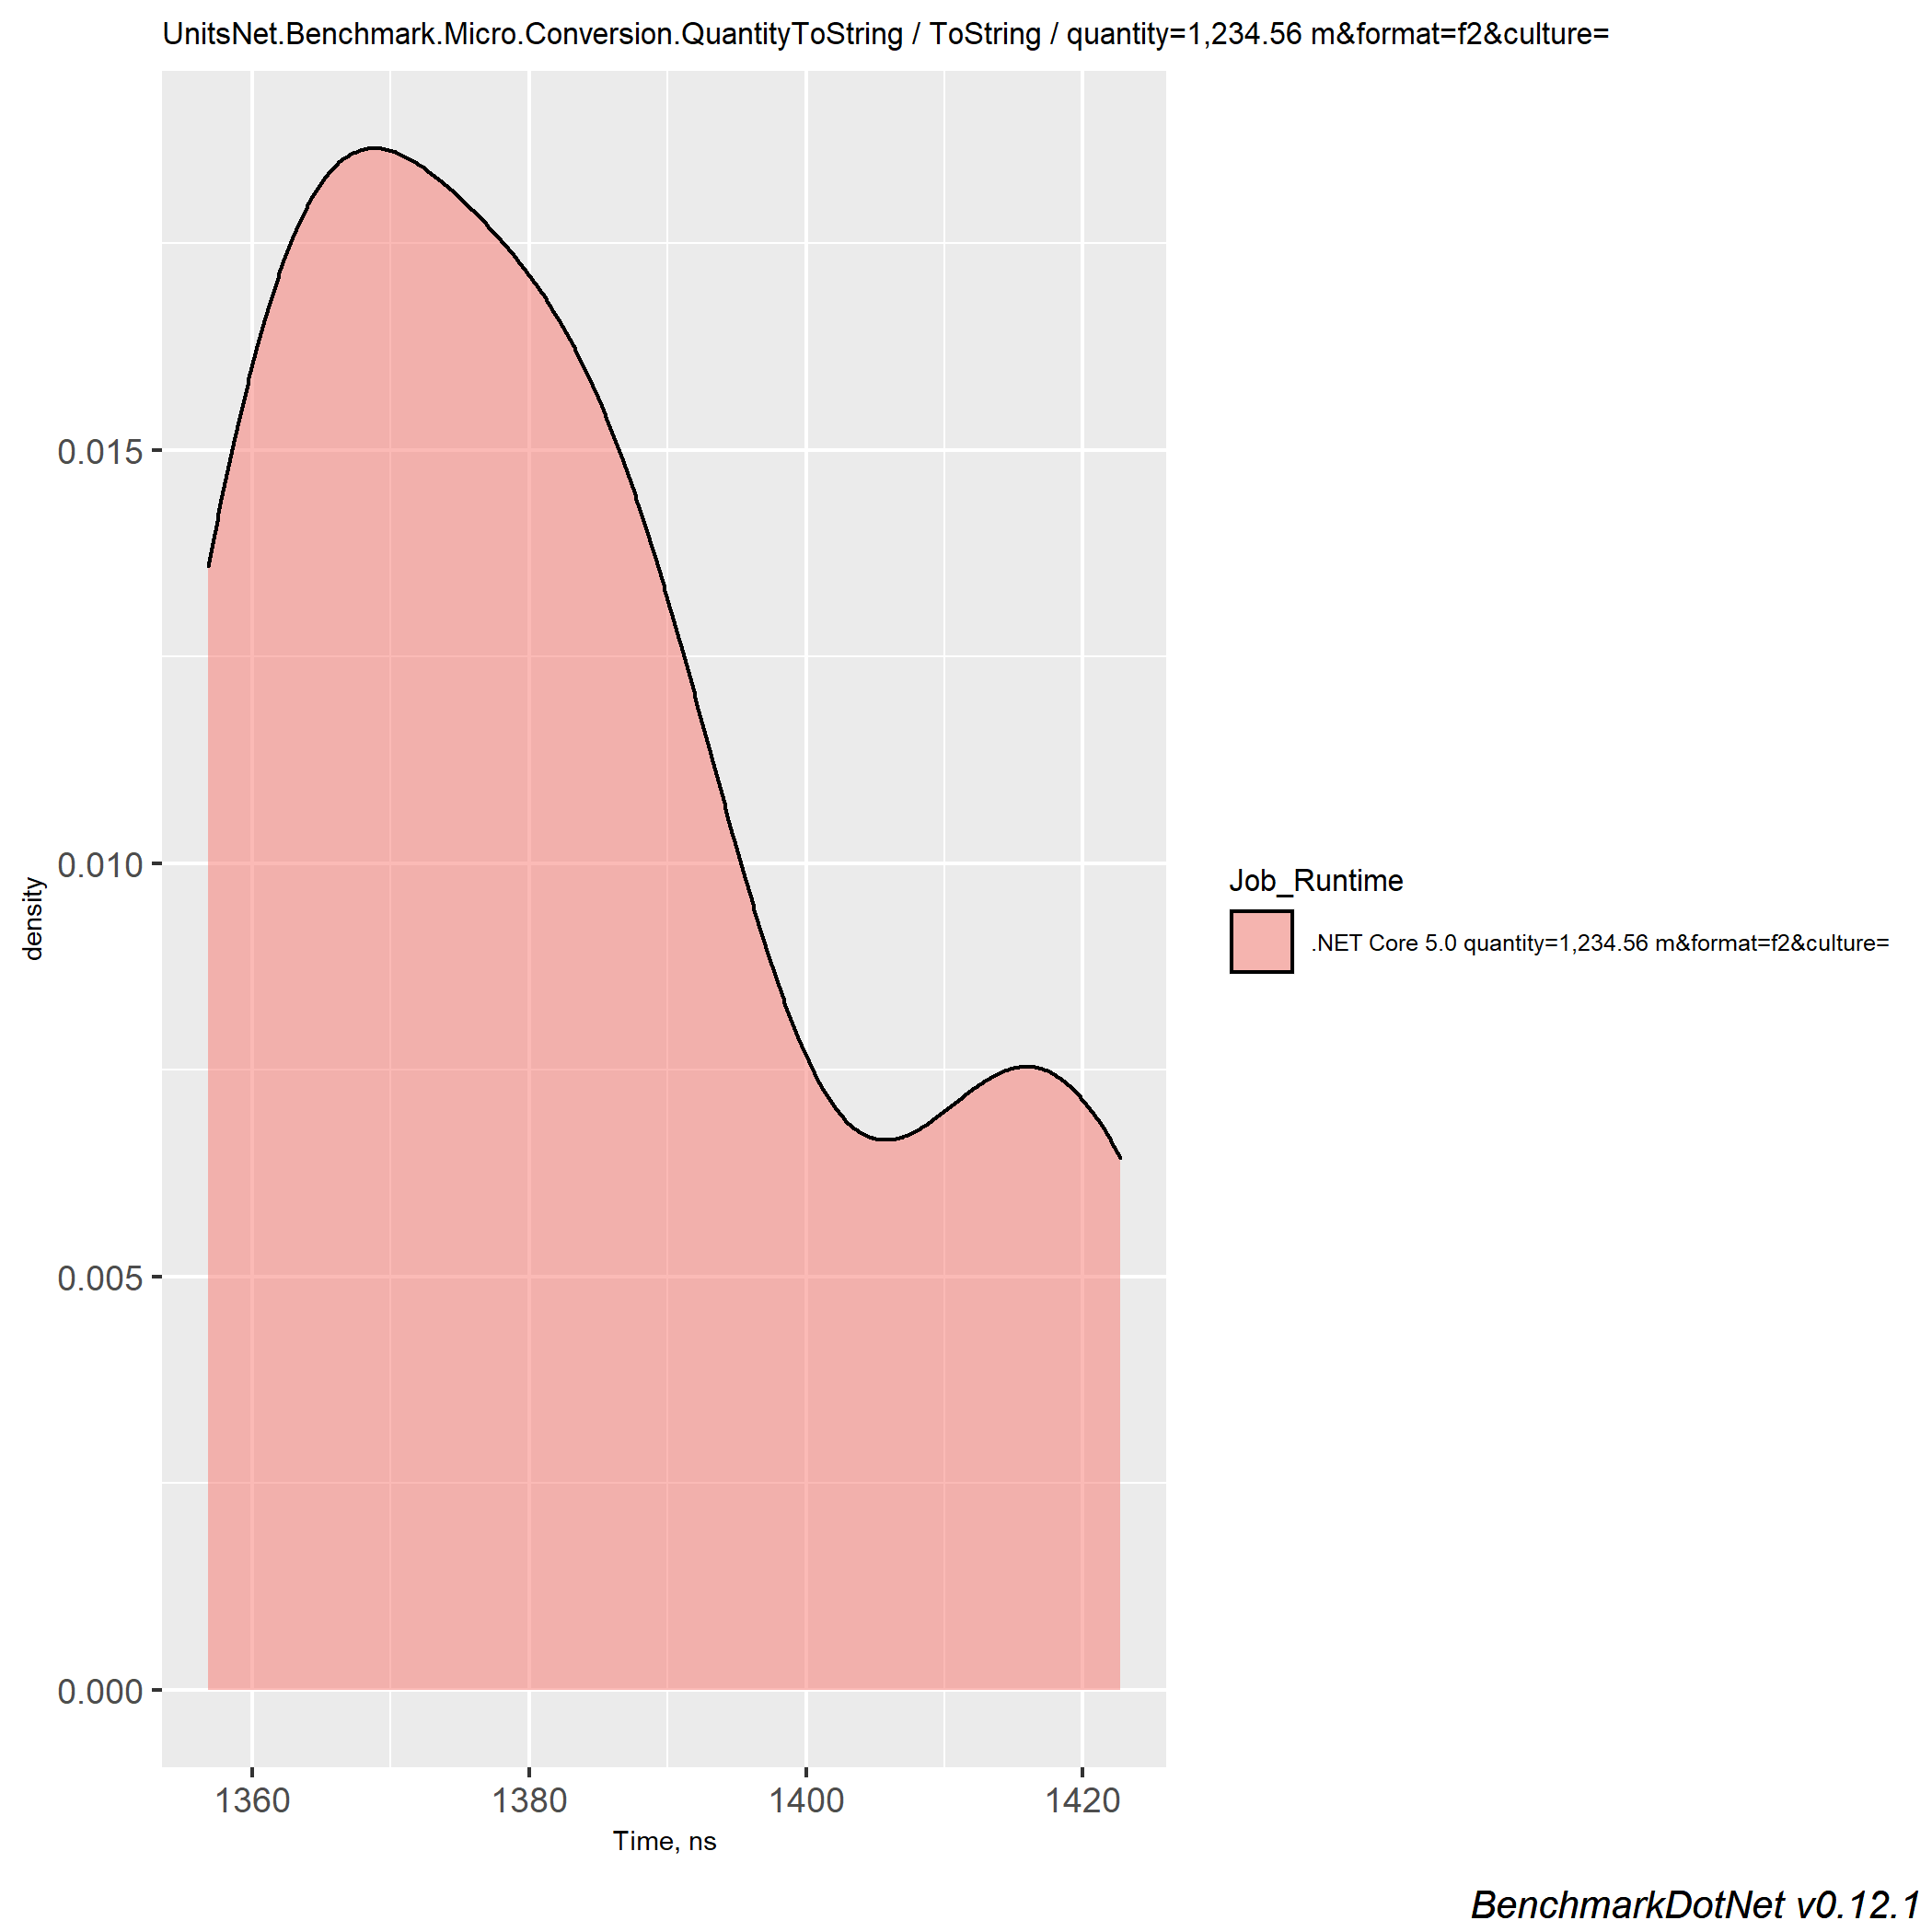 UnitsNet.Benchmark.Micro.Conversion.QuantityToString / ToString / quantity=1,234.56 m&format=f2&culture=
0.015
0.010
0.005
0.000
density
1360 1380 1400 1420
Time, ns
Job_Runtime
.NET Core 5.0 quantity=1,234.56 m&format=f2&culture=
BenchmarkDotNet v0.12.1